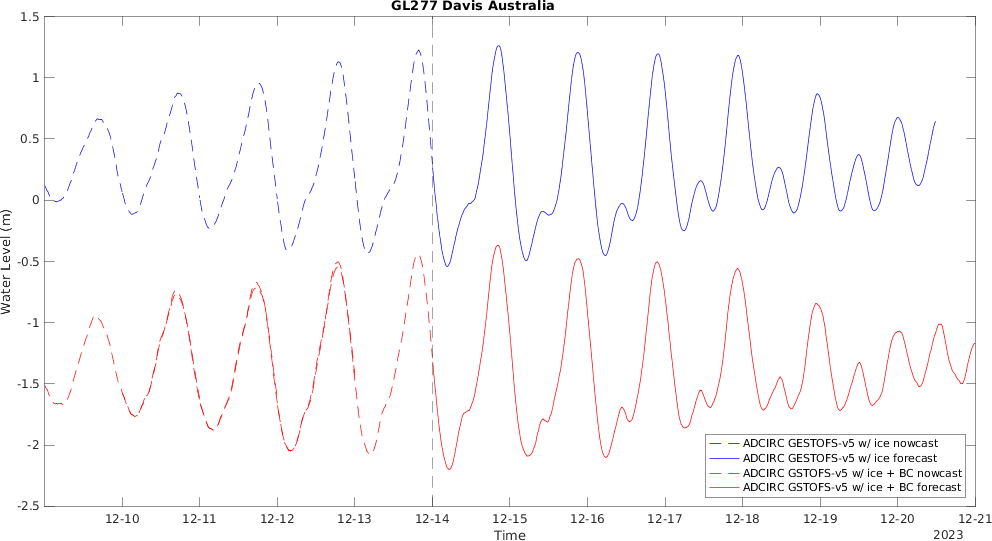 GL277 Davis Australia
1.5
1
0.5
0
-0.5
-1
-1.5
-2
-2.5
Water Level (m)
ADCIRC GESTOFS-v5 w/ ice nowcast
ADCIRC GESTOFS-v5 w/ ice forecast
ADCIRC GSTOFS-v5 w/ ice + BC nowcast
ADCIRC GSTOFS-v5 w/ ice + BC forecast
12-10 12-11 12-12 12-13 12-14 12-15 12-16 12-17 12-18 12-19 12-20 12-21
Time
2023